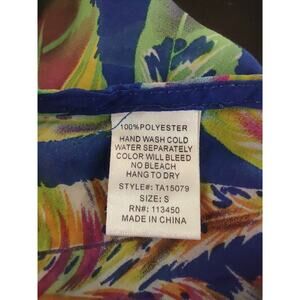 100%POLYESTER
HAND WASH COLD
WATER SEPARATELY
COLOR WILL BLEED
NO BLEACH
HANG TO DRY
STYLE#: TA15079
SIZE: S
RN#: 113450
MADE IN CHINA